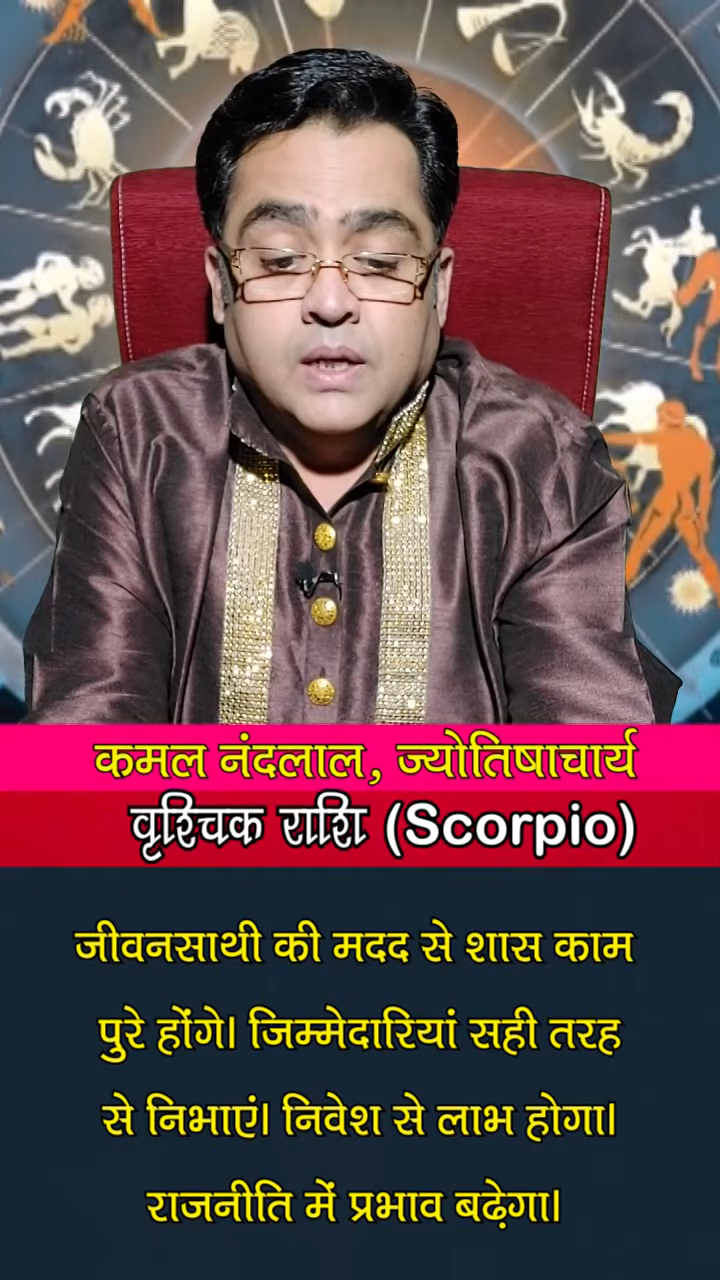 कमल नंदलाल, ज्योतिषाचार्य
वृश्चिक राशि (Scorpio)
जीवनसाथी की मदद से शास काम
पुरे होंगे। जिम्मेदारियां सही तरह
से निभाएं। निवेश से लाभ होगा।
राजनीति में प्रभाव बढ़ेगा।